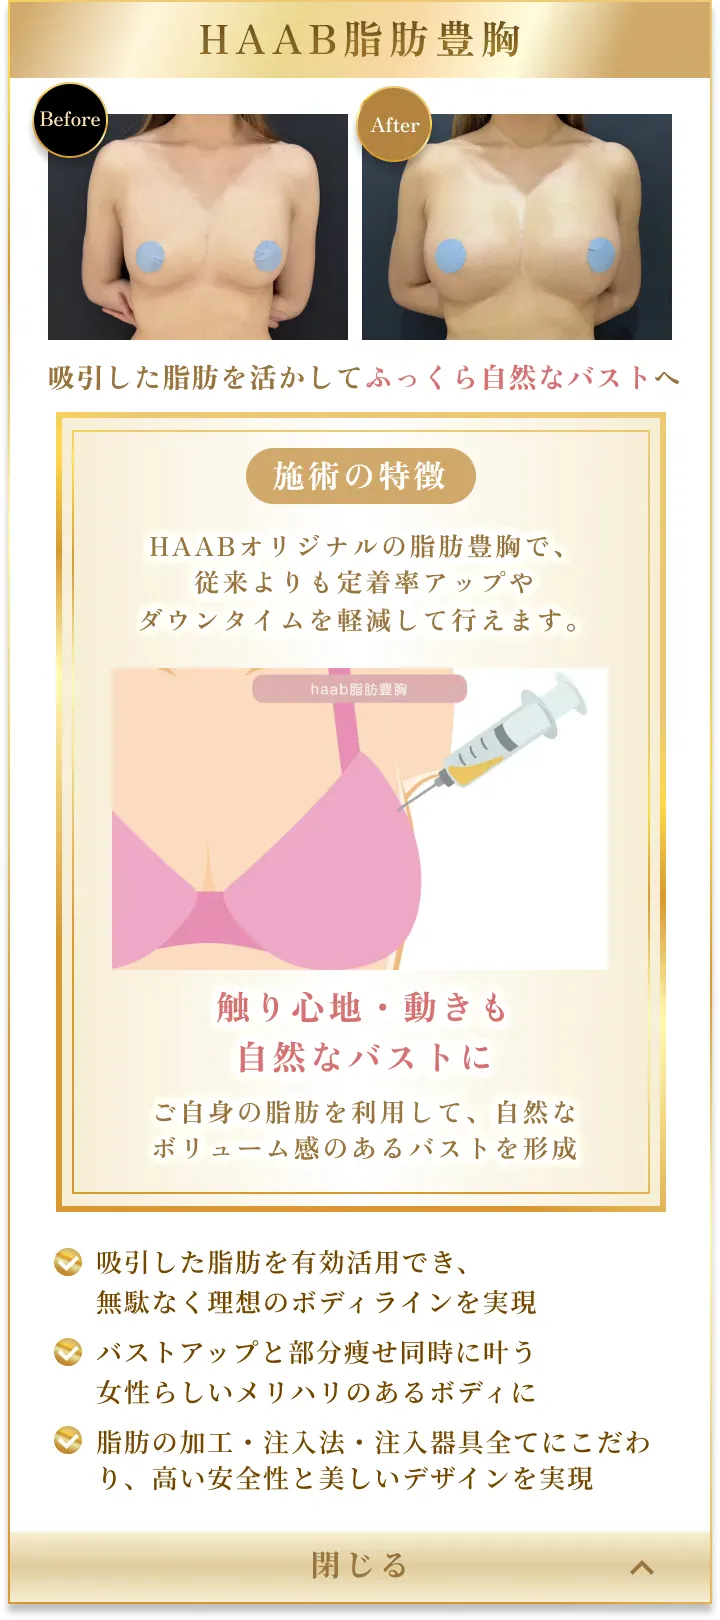 HAAB脂肪豊胸
Before
After
吸引した脂肪を活かしてふっくら自然なバストへ
施術の特徴
HAABオリジナルの脂肪豊胸で、
従来よりも定着率アップや
ダウンタイムを軽減して行えます。
haab脂肪豊胸
触り心地・動きも
自然なバストに
ご自身の脂肪を利用して、自然な
ボリューム感のあるバストを形成
吸引した脂肪を有効活用でき、
無駄なく理想のボディラインを実現
バストアップと部分痩せ同時に叶う
女性らしいメリハリのあるボディに
脂肪の加工・注入法・注入器具全てにこだわ
り、高い安全性と美しいデザインを実現
閉じる